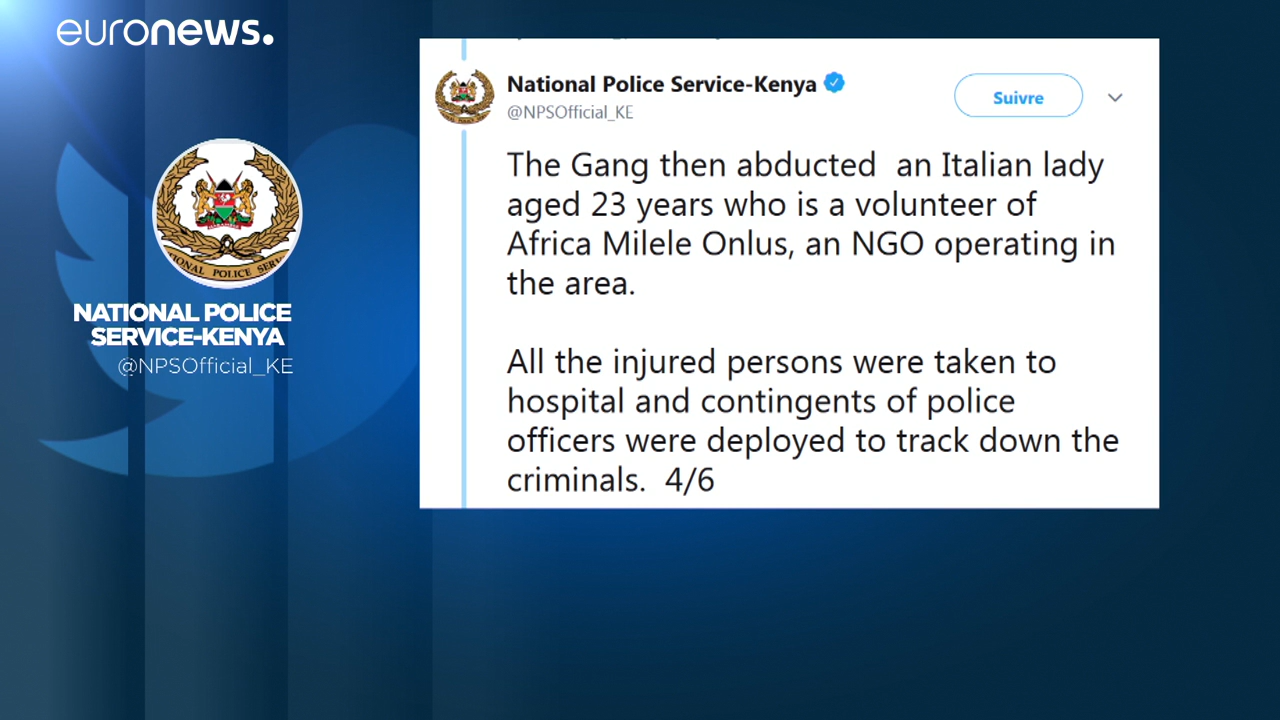 euronews.
National Police Service-Kenya
@NPSOfficial_KE
Suivre
The Gang then abducted an Italian lady
aged 23 years who is a volunteer of
Africa Milele Onlus, an NGO operating in
the area.
All the injured persons were taken to
hospital and contingents of police
officers were deployed to track down the
criminals. 4/6
NATIONAL POLICE
SERVICE-KENYA
@NPSOfficial_KE